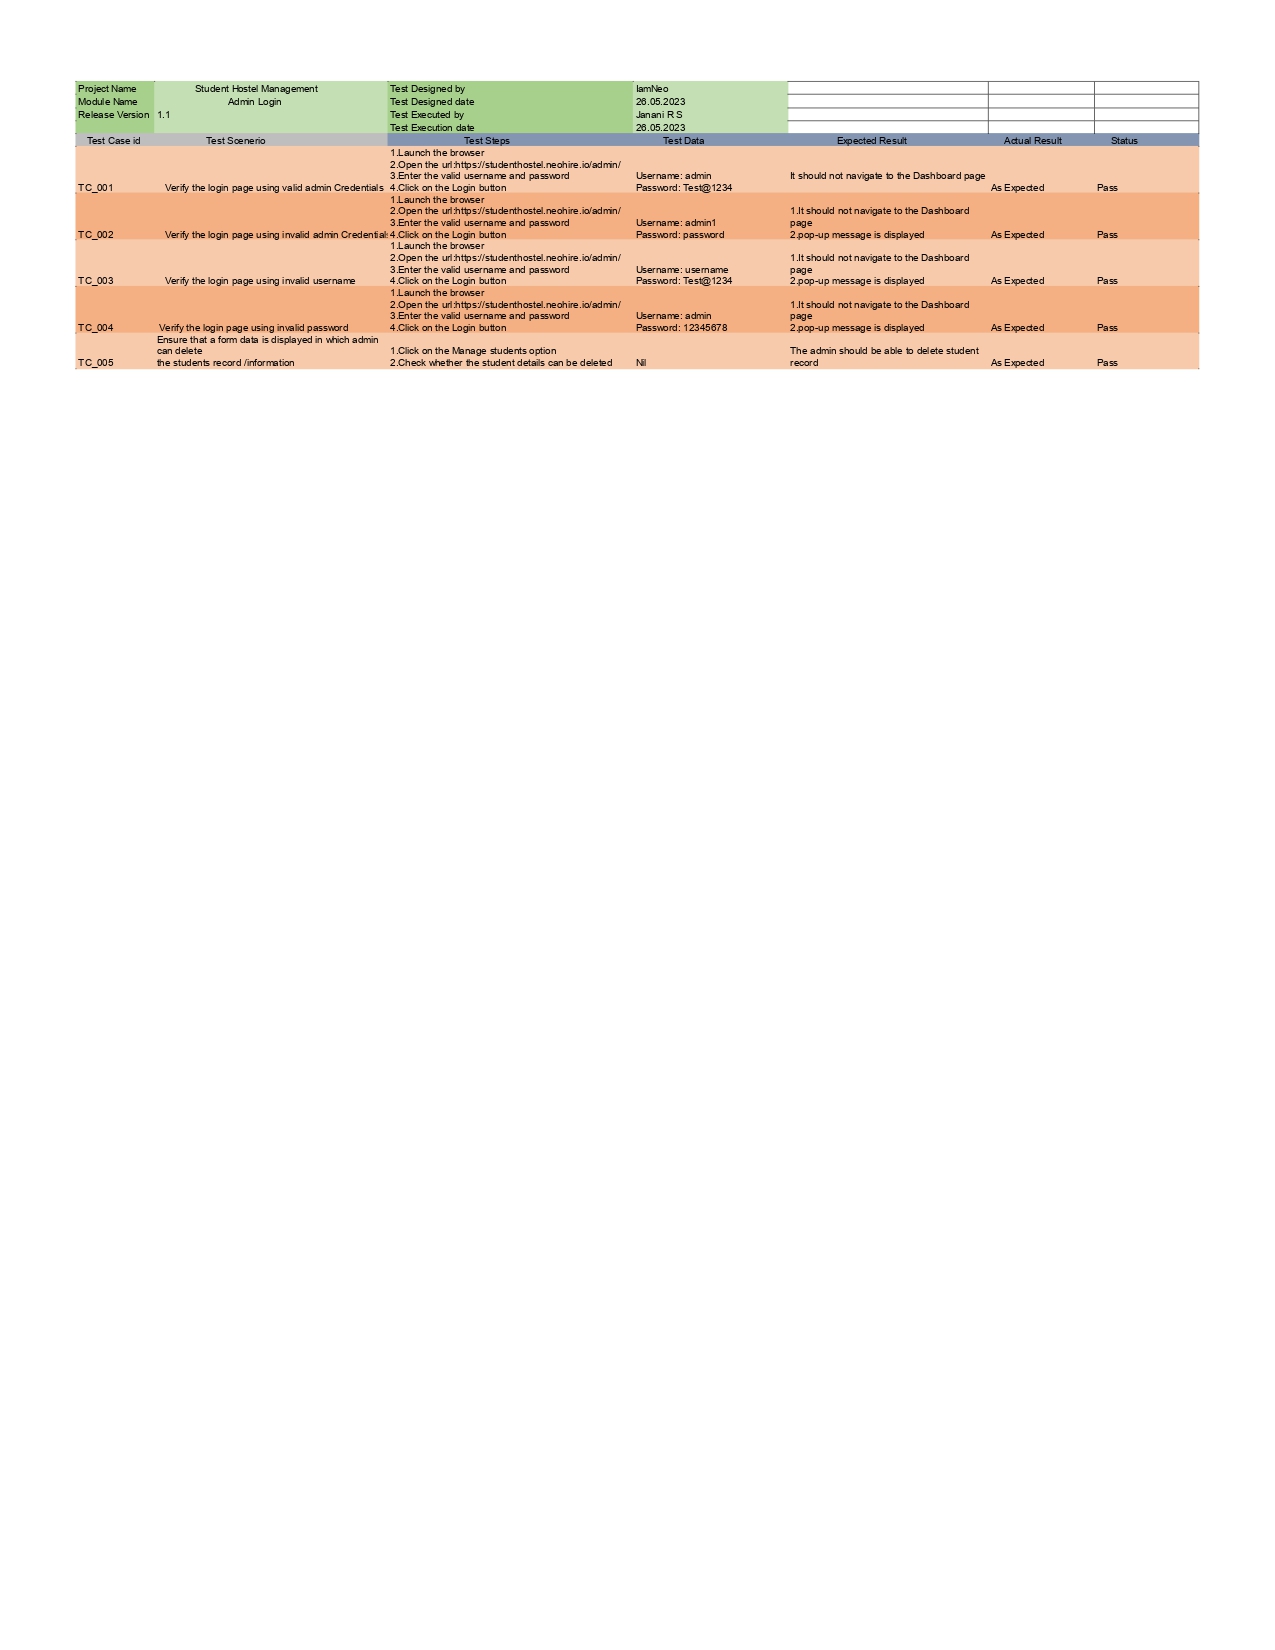 Project Name Student Hostel Management Test Designed by IamNeo
Module Name Admin Login Test Designed date 26.05.2023
Release Version 1.1 Test Executed by Janani R S
Test Execution date 26.05.2023
Test Case id Test Scenerio Test Steps Test Data Expected Result Actual Result Status
1.Launch the browser
2.Open the url:https://studenthostel.neohire.io/admin/
3.Enter the valid username and password Username: admin It should not navigate to the Dashboard page
TC_001 Verify the login page using valid admin Credentials 4.Click on the Login button Password: Test@1234 As Expected Pass
1.Launch the browser
2.Open the url:https://studenthostel.neohire.io/admin/ 1.It should not navigate to the Dashboard
3.Enter the valid username and password Username: admin1 page
TC_002 Verify the login page using invalid admin Credentials 4.Click on the Login button Password: password 2.pop-up message is displayed As Expected Pass
1.Launch the browser
2.Open the url:https://studenthostel.neohire.io/admin/ 1.It should not navigate to the Dashboard
3.Enter the valid username and password Username: username page
TC_003 Verify the login page using invalid username 4.Click on the Login button Password: Test@1234 2.pop-up message is displayed As Expected Pass
1.Launch the browser
2.Open the url:https://studenthostel.neohire.io/admin/ 1.It should not navigate to the Dashboard
3.Enter the valid username and password Username: admin page
TC_004 Verify the login page using invalid password 4.Click on the Login button Password: 12345678 2.pop-up message is displayed As Expected Pass
Ensure that a form data is displayed in which admin
can delete 1.Click on the Manage students option The admin should be able to delete student
TC_005 the students record /information 2.Check whether the student details can be deleted Nil record As Expected Pass